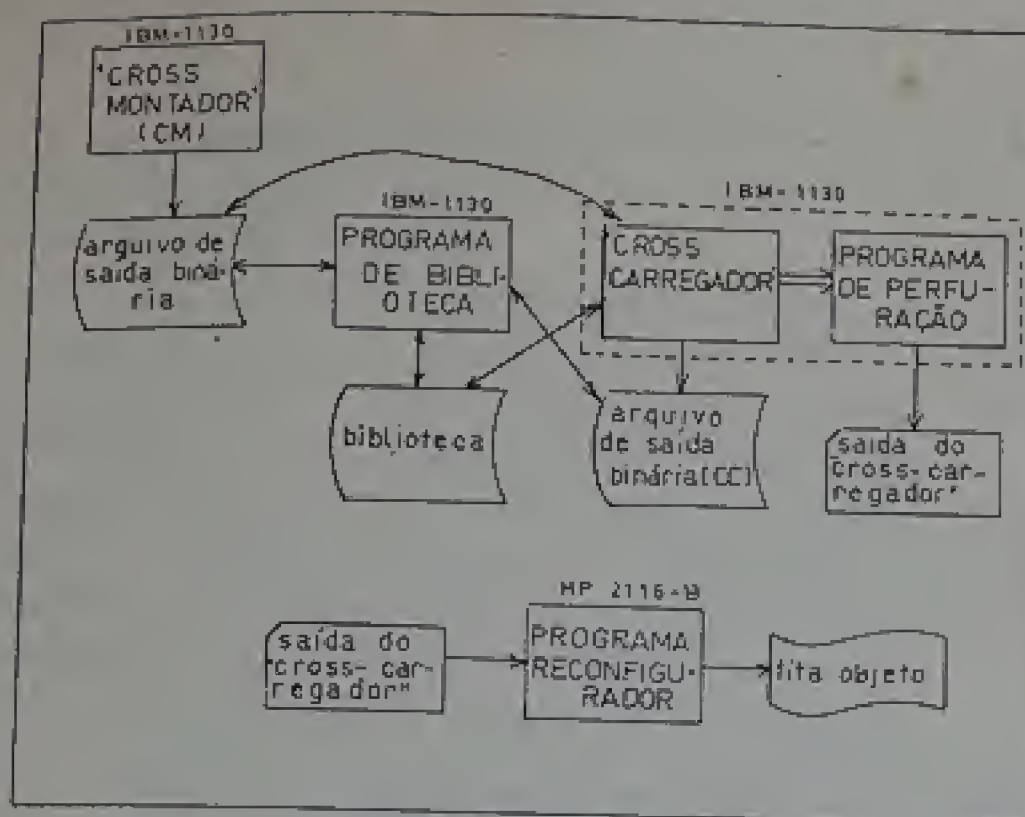 IBM-1130
"CROSS
MONTADOR"
(CM)
arquivo de
saída biná-
ria
IBM-1130
PROGRAMA
DE BIBLI-
OTECA
biblioteca
IBM-1130
CROSS
CARREGADOR
PROGRAMA
DE PERFU-
RAÇÃO
arquivo
de saída
binária(CC)
saída do
"cross-car-
regador"
HP 2116-B
saída do
"cross-car-
regador"
PROGRAMA
RECONFIGU-
RADOR
fita objeto